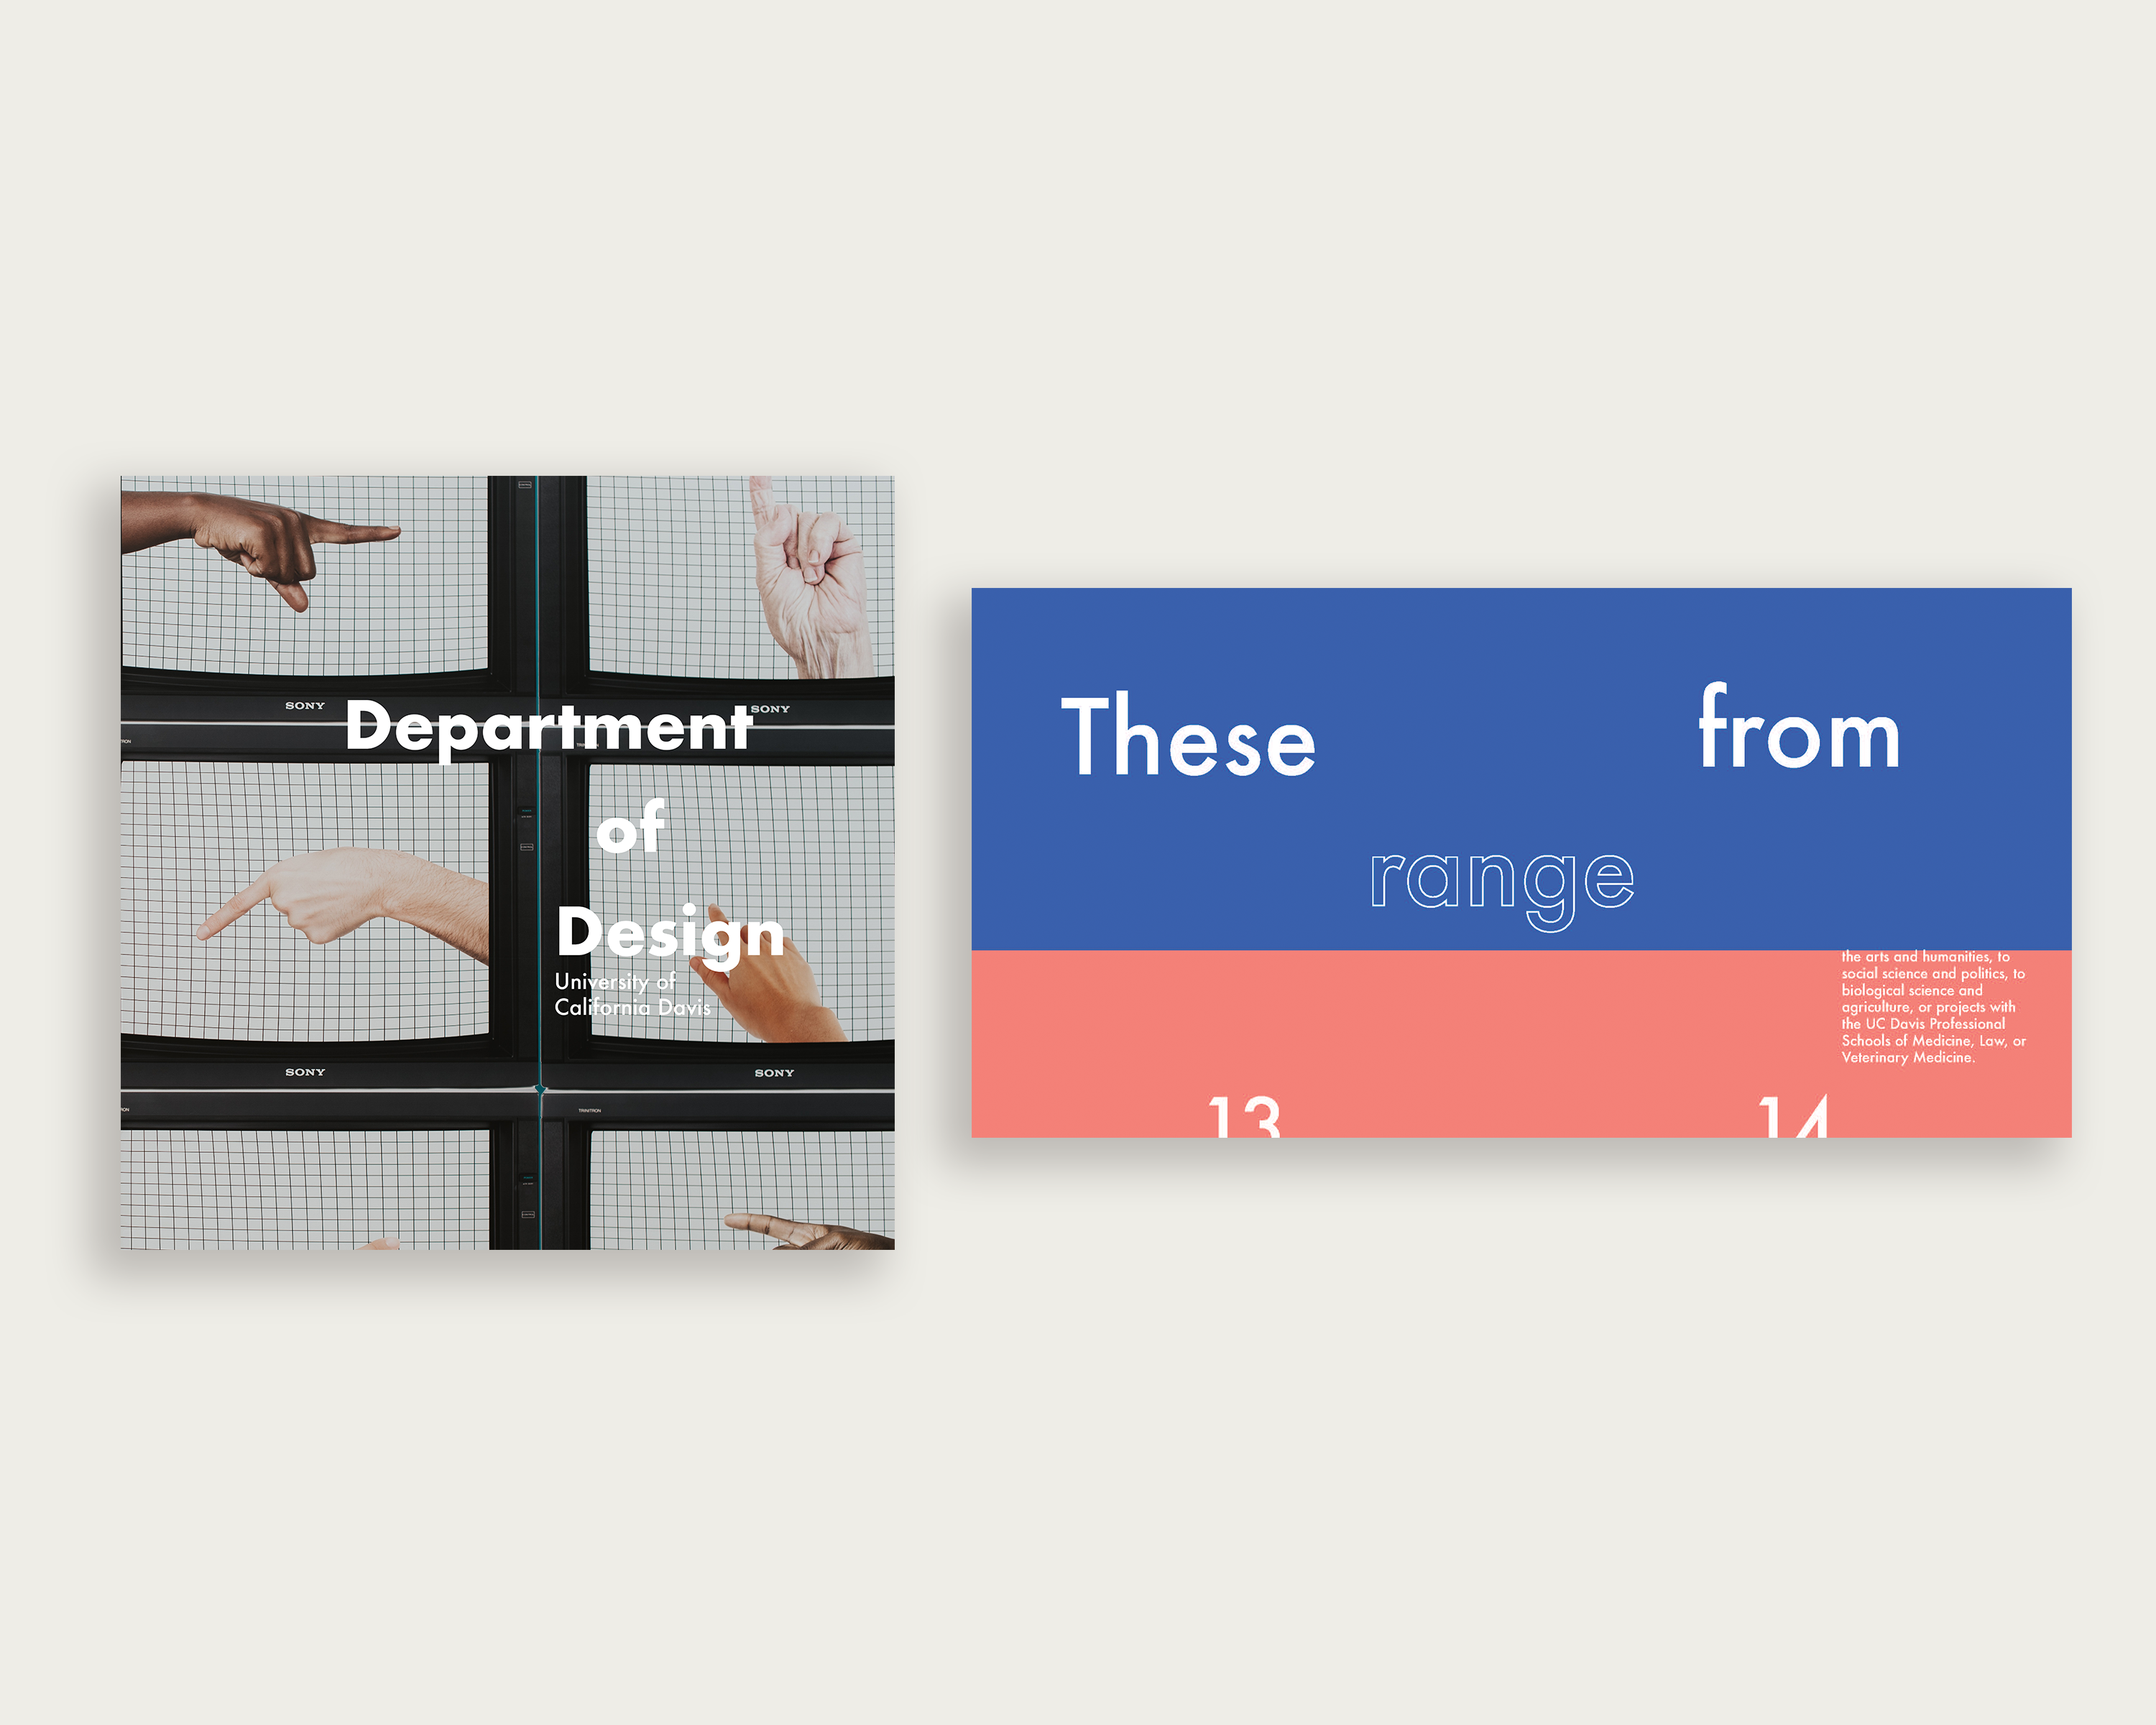 SONY
SONY
Department
TRON
of
Design
University of
California Davis
SONY
SONY
TRINITRON
These
from
range
the arts and humanities, to
social science and politics, to
biological science and
agriculture, or projects with
the UC Davis Professional
Schools of Medicine, Law, or
Veterinary Medicine.
13
14